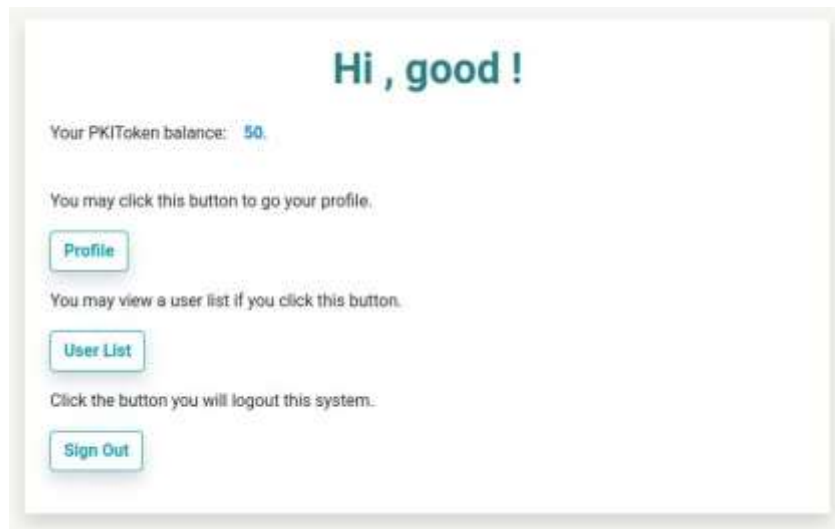 Hi , good !
Your PKIToken balance: 50.
You may click this button to go your profile.
Profile
You may view a user list if you click this button.
User List
Click the button you will logout this system.
Sign Out